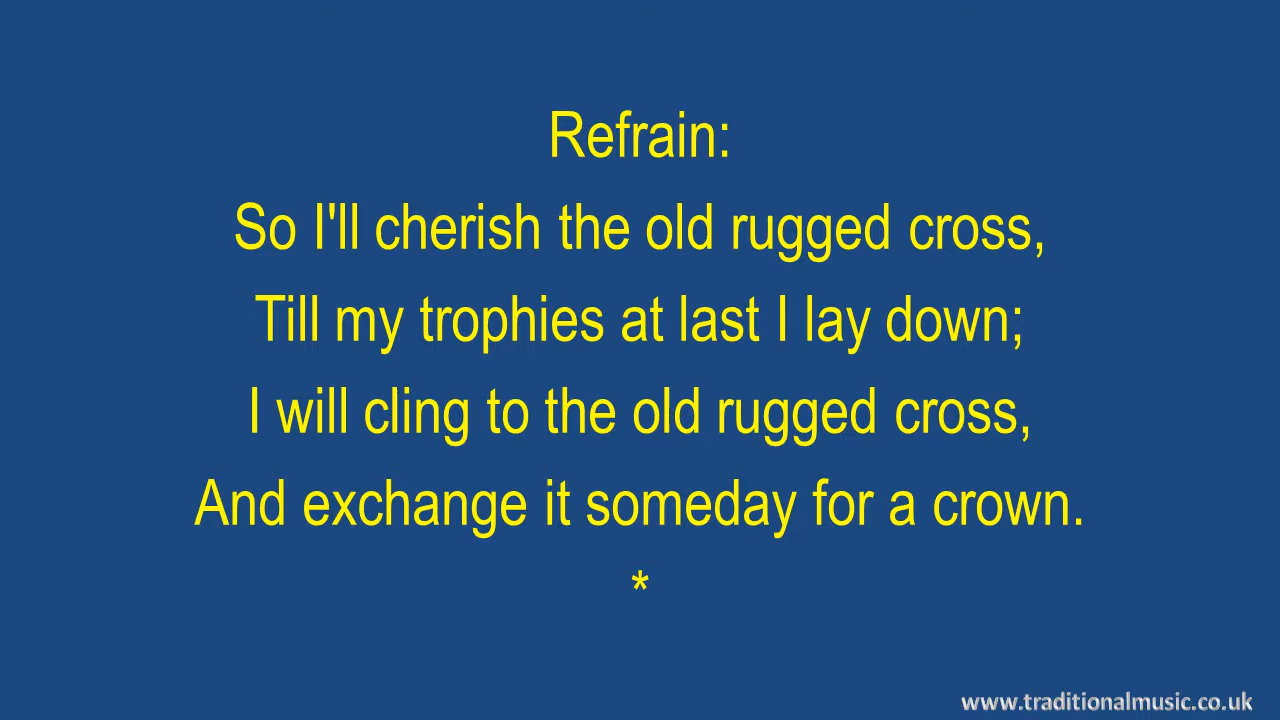 Refrain:
So I'll cherish the old rugged cross,
Till my trophies at last I lay down;
I will cling to the old rugged cross,
And exchange it someday for a crown.
*
www.traditionalmusic.co.uk